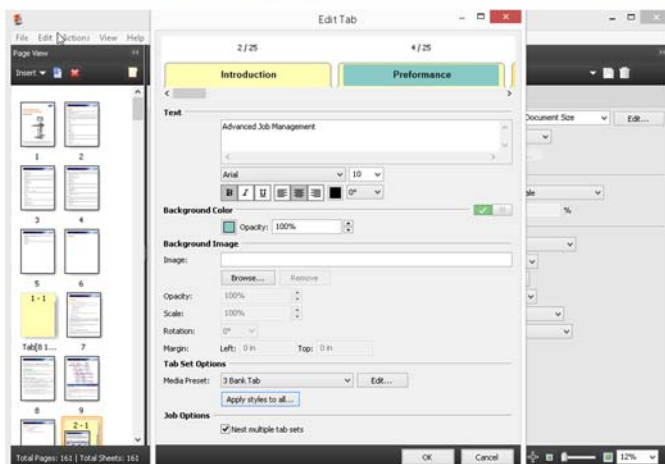 Edit Tab
File Edit Actions View Help
Page View
Insert
1 2
3 4
5 6
1 - 1
Tab[B 1... 7
8 9
2 - 1
Total Pages: 161 | Total Sheets: 161
2 / 25 4 / 25
Introduction Preformance
Text
Advanced Job Management
Arial 10
B I U 0°
Background Color
Opacity: 100%
Background Image
Image:
Browse... Remove
Opacity: 100%
Scale: 100%
Rotation: 0°
Margin: Left: 0 in Top: 0 in
Tab Set Options
Media Preset: 3 Bank Tab Edit...
Apply styles to all...
Job Options
Nest multiple tab sets
OK Cancel
Document Size Edit...
%
12%